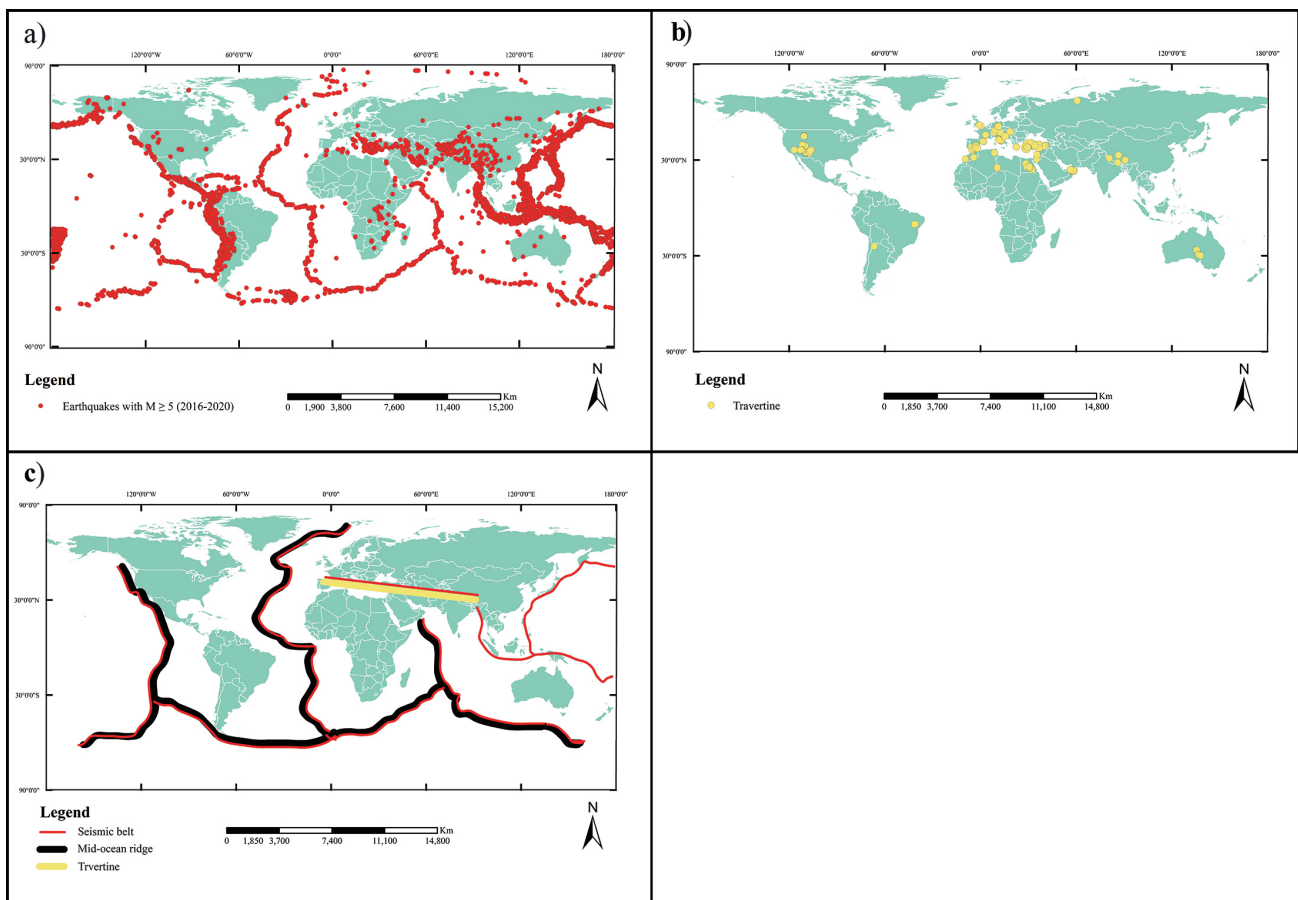 a)
120°0'0"W 60°0'0"W 0°0'0" 60°0'0"E 120°0'0"E 180°0'0"
90°0'0"
30°0'0"N
30°0'0"S
90°0'0"
Legend
Earthquakes with M ≥ 5 (2016-2020)
Km
0 1,900 3,800 7,600 11,400 15,200
N
b)
120°0'0"W 0°0'0" 60°0'0"E 120°0'0"E 180°0'0"
90°0'0"
30°0'0"N
30°0'0"S
90°0'0"
Legend
Travertine
Km
0 1,850 3,700 7,400 11,100 14,800
N
c)
120°0'0"W 60°0'0"W 0°0'0" 60°0'0"E 120°0'0"E 180°0'0"
90°0'0"
30°0'0"N
30°0'0"S
90°0'0"
Legend
Seismic belt
Mid-ocean ridge
Trvertine
Km
0 1,850 3,700 7,400 11,100 14,800
N